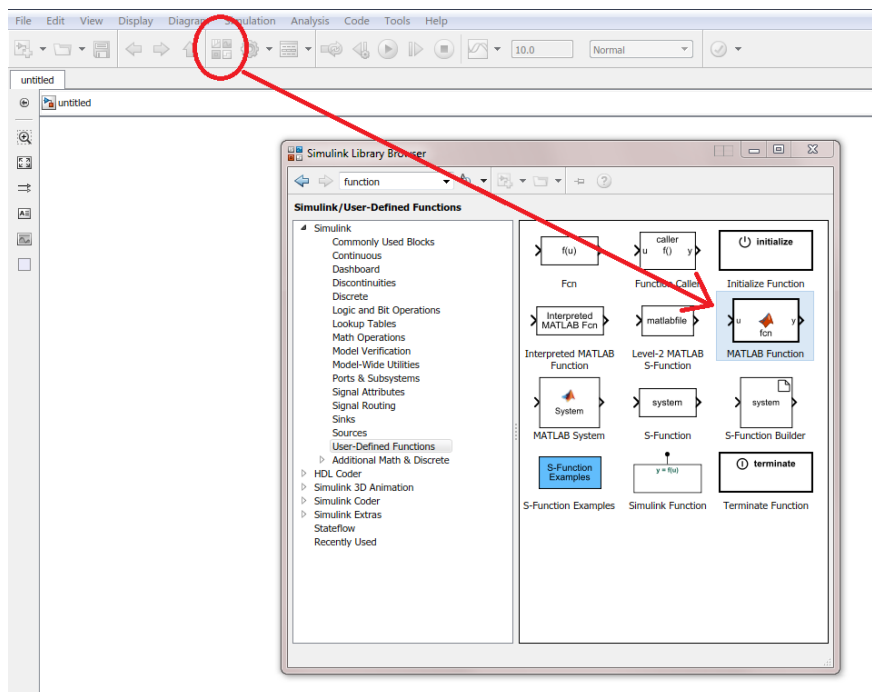 File Edit View Display Diagram Simulation Analysis Code Tools Help
10.0 Normal
untitled
untitled
Simulink Library Browser
function
Simulink/User-Defined Functions
Simulink
Commonly Used Blocks
Continuous
Dashboard
Discontinuities
Discrete
Logic and Bit Operations
Lookup Tables
Math Operations
Model Verification
Model-Wide Utilities
Ports & Subsystems
Signal Attributes
Signal Routing
Sinks
Sources
User-Defined Functions
Additional Math & Discrete
HDL Coder
Simulink 3D Animation
Simulink Coder
Simulink Extras
Stateflow
Recently Used
f(u)
Fcn
caller
u f() y
Function Caller
initialize
Initialize Function
Interpreted
MATLAB Fcn
Interpreted MATLAB
Function
matlabfile
Level-2 MATLAB
S-Function
u y
fcn
MATLAB Function
System
MATLAB System
system
S-Function
system
S-Function Builder
S-Function
Examples
S-Function Examples
y = f(u)
Simulink Function
terminate
Terminate Function